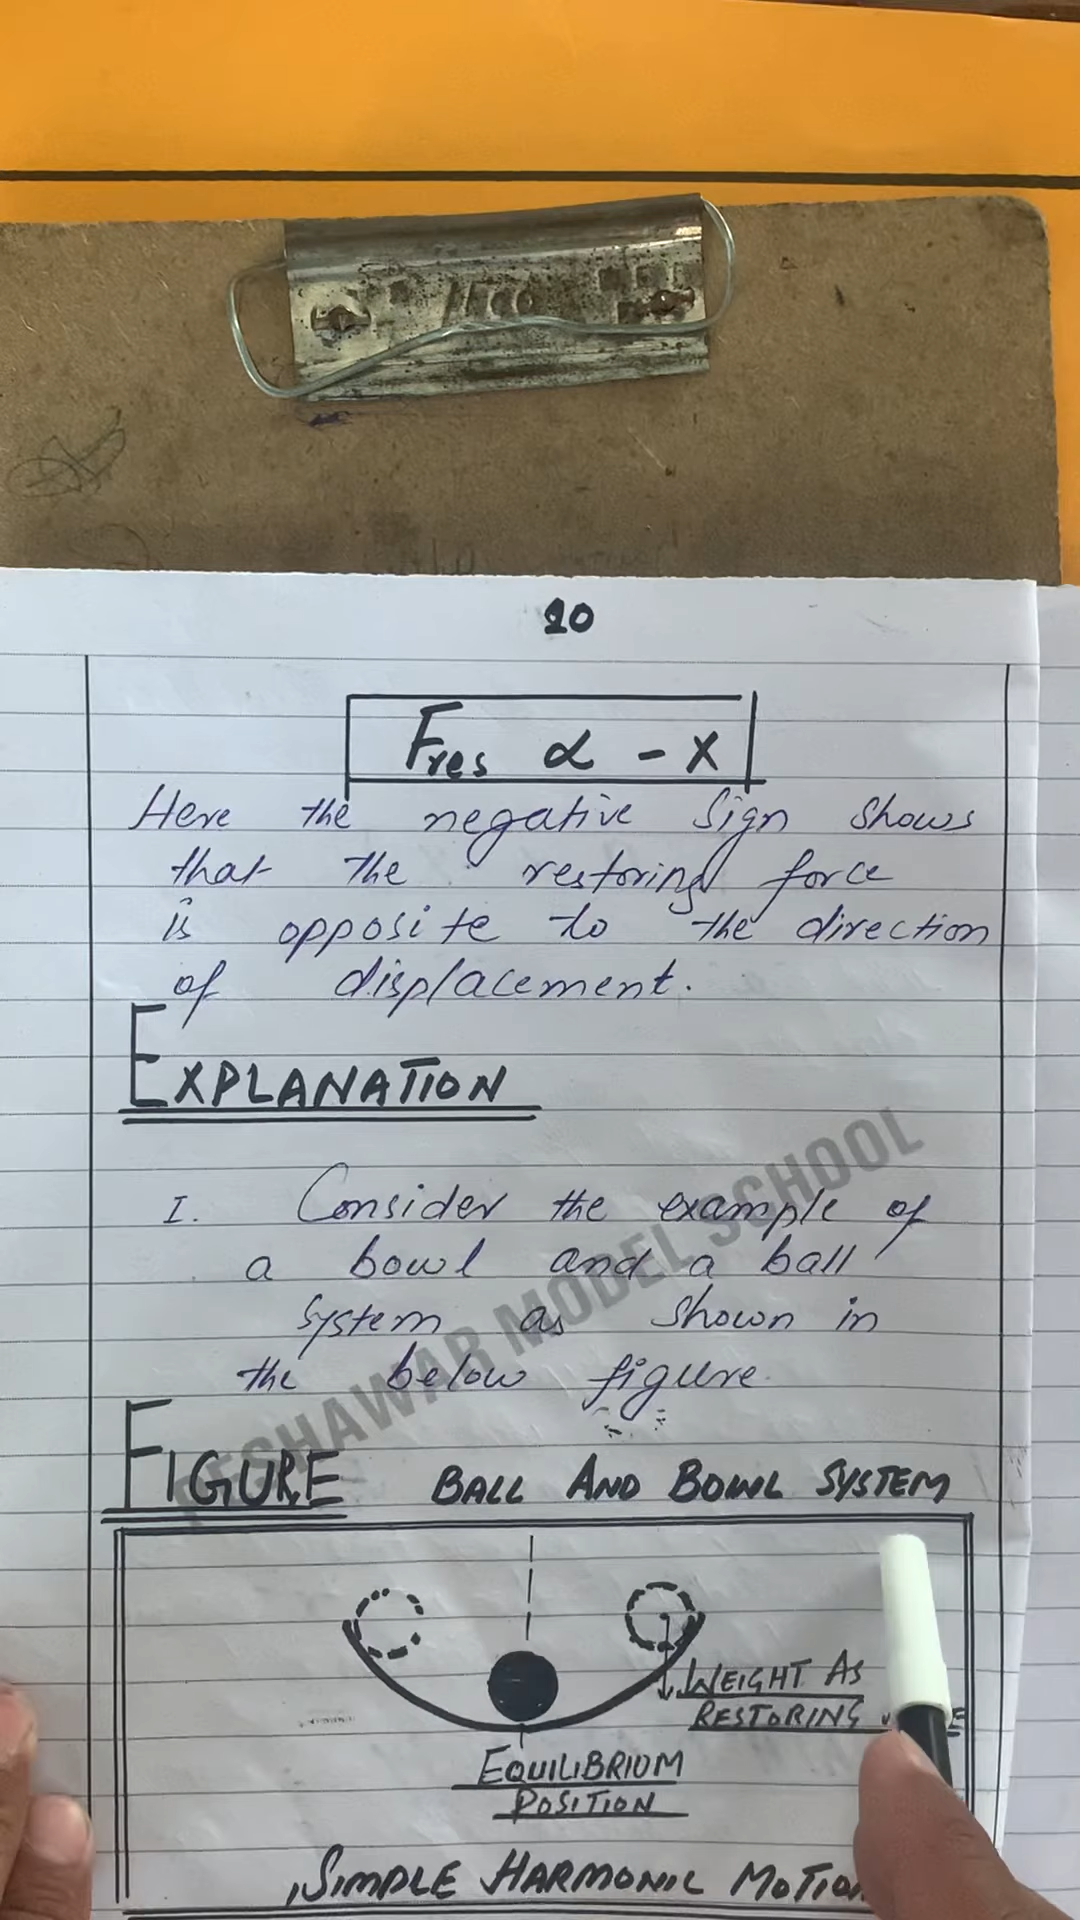 10
Fres α - x
Here the negative sign shows
that the restoring force
is opposite to the direction
of displacement.
EXPLANATION
I. Consider the example of
a bowl and a ball
system as shown in
the below figure.
PESHAWAR MODEL SCHOOL
FIGURE BALL AND BOWL SYSTEM
WEIGHT AS
RESTORING
EQUILIBRIUM
POSITION
SIMPLE HARMONIC MOTION